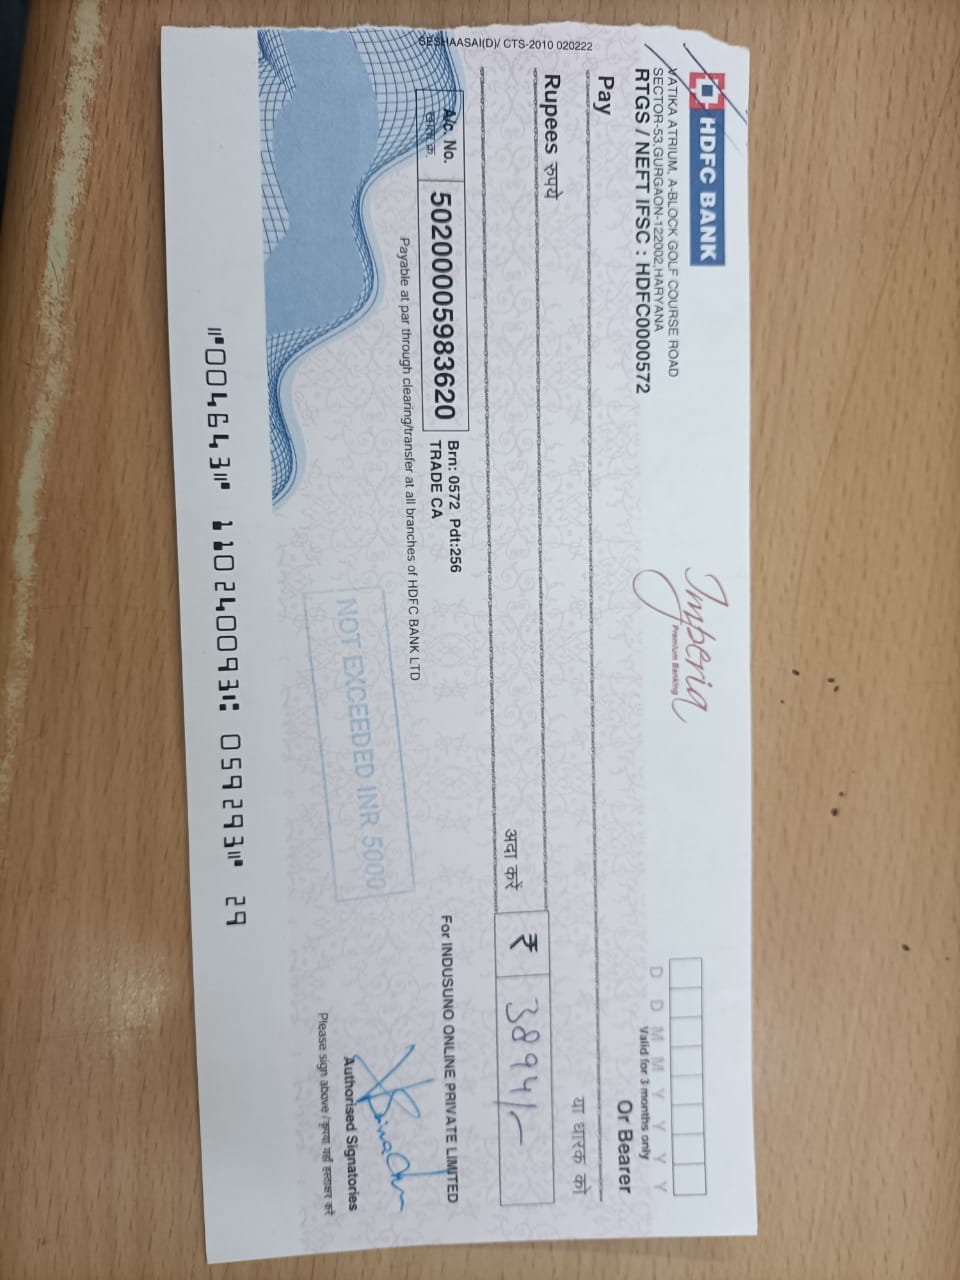 SESHAASAI(D)/ CTS-2010 020222
HDFC BANK
VATIKA ATRIUM, A-BLOCK GOLF COURSE ROAD
SECTOR-53,GURGAON-122002,HARYANA
RTGS / NEFT IFSC : HDFC0000572
Imperia
Premium Banking
D D M M Y Y Y Y
Valid for 3 months only
Pay
Or Bearer
या धारक को
Rupees रुपये
अदा करें
₹ 3894/-
A/c. No.
50200005983620
Brn: 0572 Pdt:256
TRADE CA
For INDUSUNO ONLINE PRIVATE LIMITED
Payable at par through clearing/transfer at all branches of HDFC BANK LTD
NOT EXCEEDED INR 5000
Authorised Signatories
Please sign above / कृपया यहाँ हस्ताक्षर करें
⑈004643⑈ 110240093⑆ 059293⑈ 29